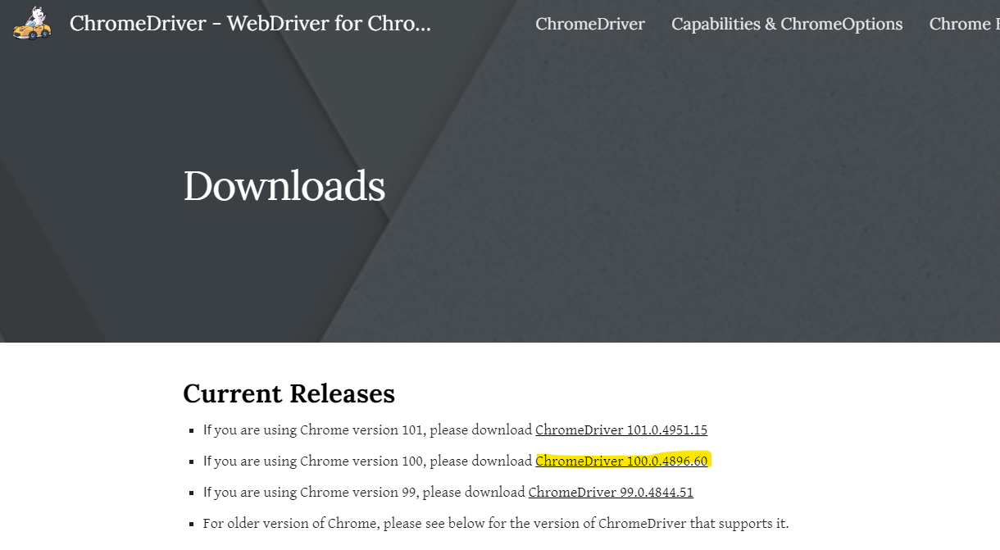 ChromeDriver - WebDriver for Chro...
ChromeDriver
Capabilities & ChromeOptions
Chrome
Downloads
Current Releases
If you are using Chrome version 101, please download ChromeDriver 101.0.4951.15
If you are using Chrome version 100, please download ChromeDriver 100.0.4896.60
If you are using Chrome version 99, please download ChromeDriver 99.0.4844.51
For older version of Chrome, please see below for the version of ChromeDriver that supports it.